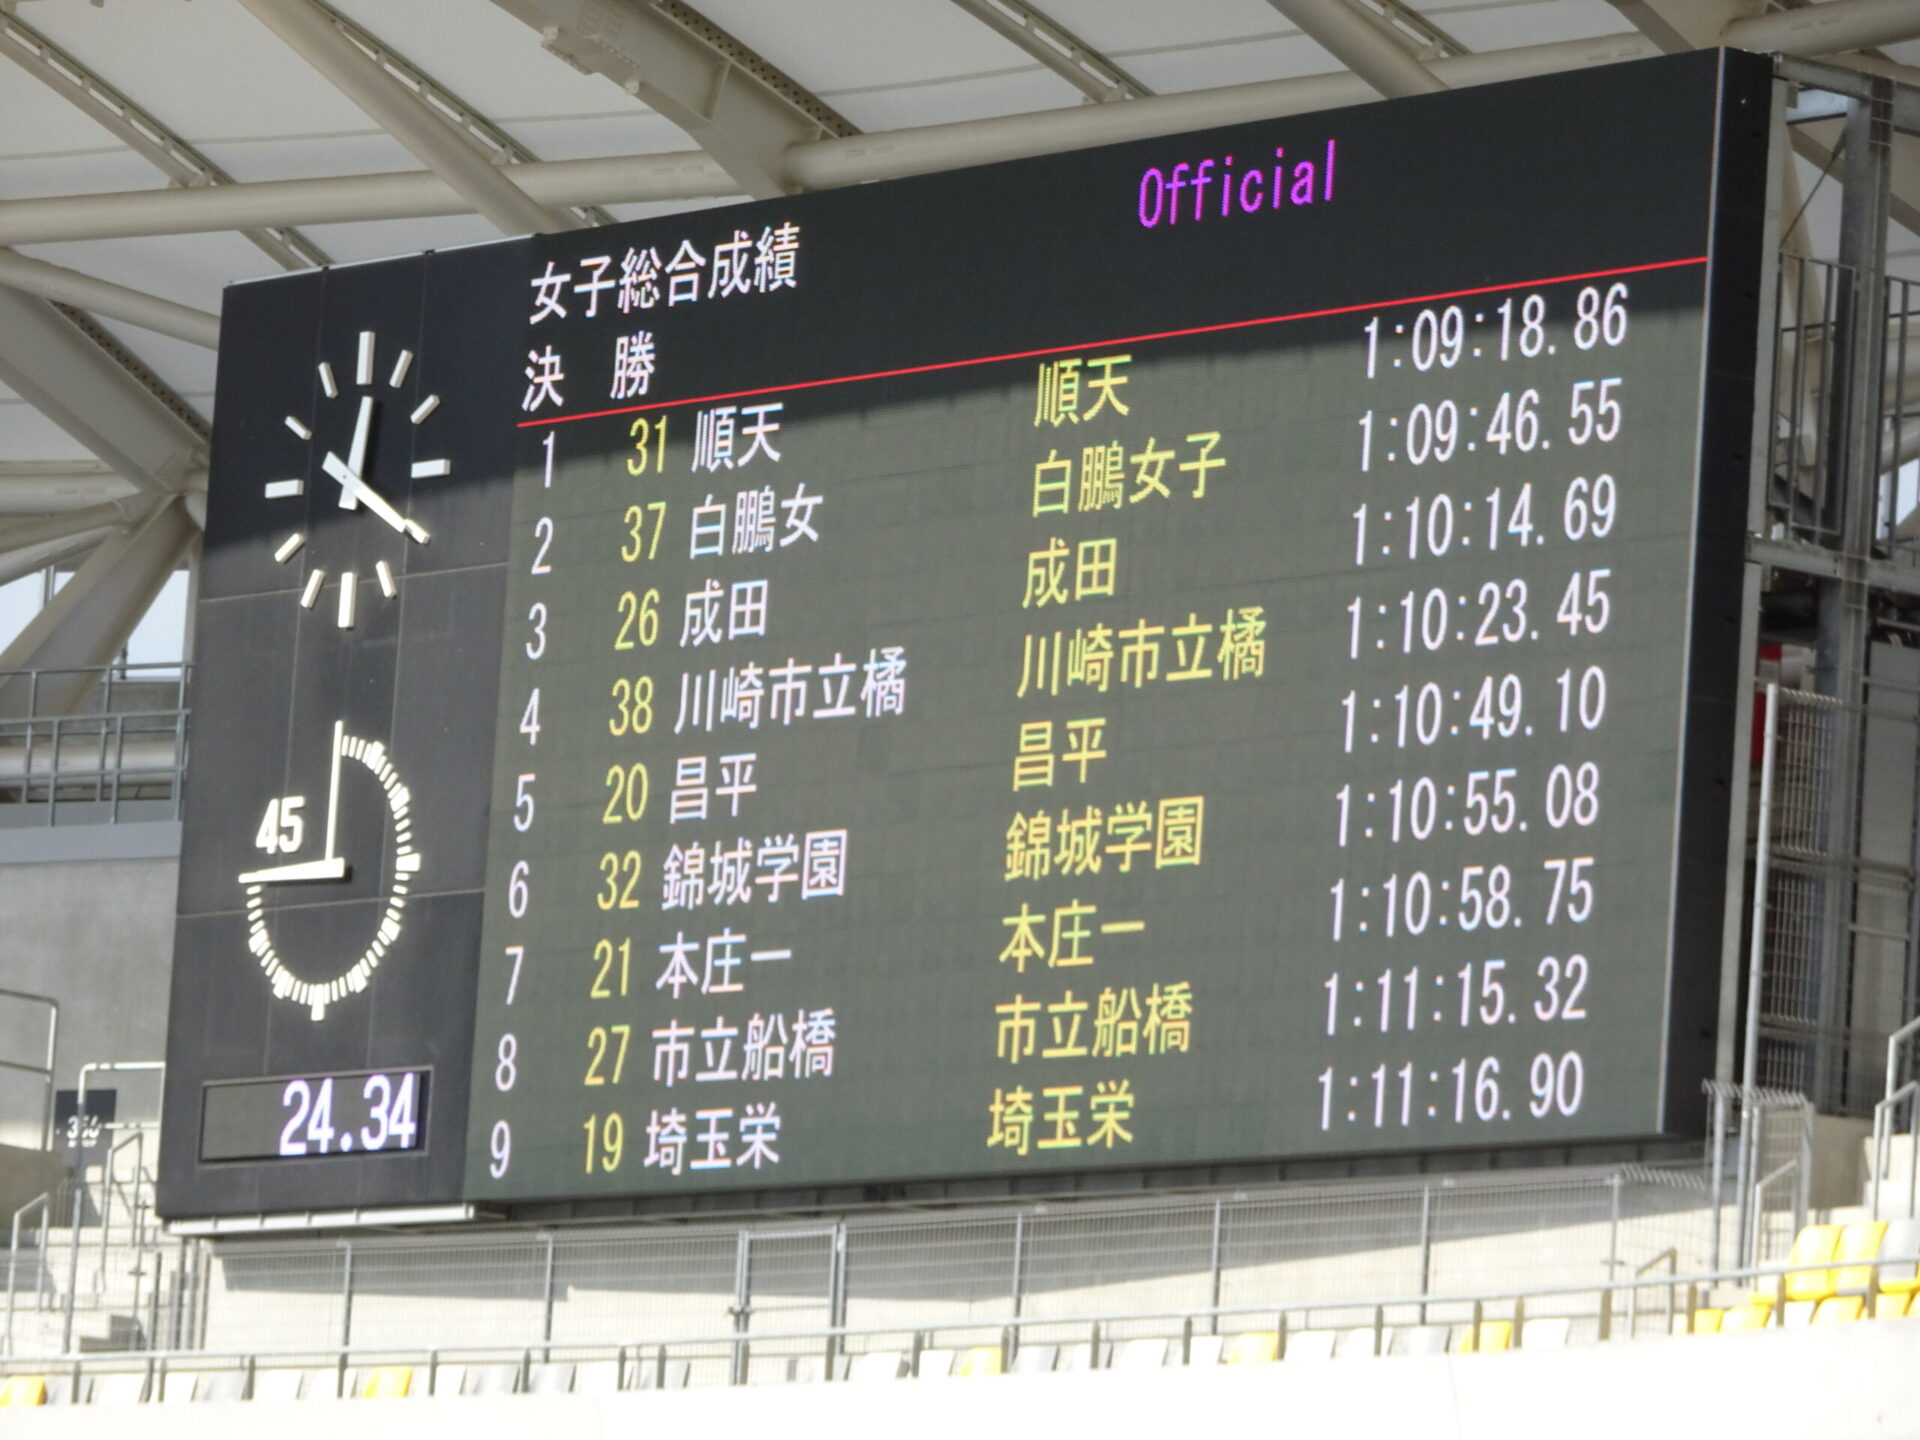 Official
女子総合成績
決 勝
1 31 順天 順天 1:09:18.86
2 37 白鵬女 白鵬女子 1:09:46.55
3 26 成田 成田 1:10:14.69
4 38 川崎市立橘 川崎市立橘 1:10:23.45
5 20 昌平 昌平 1:10:49.10
6 32 錦城学園 錦城学園 1:10:55.08
7 21 本庄一 本庄一 1:10:58.75
8 27 市立船橋 市立船橋 1:11:15.32
9 19 埼玉栄 埼玉栄 1:11:16.90
45
24.34